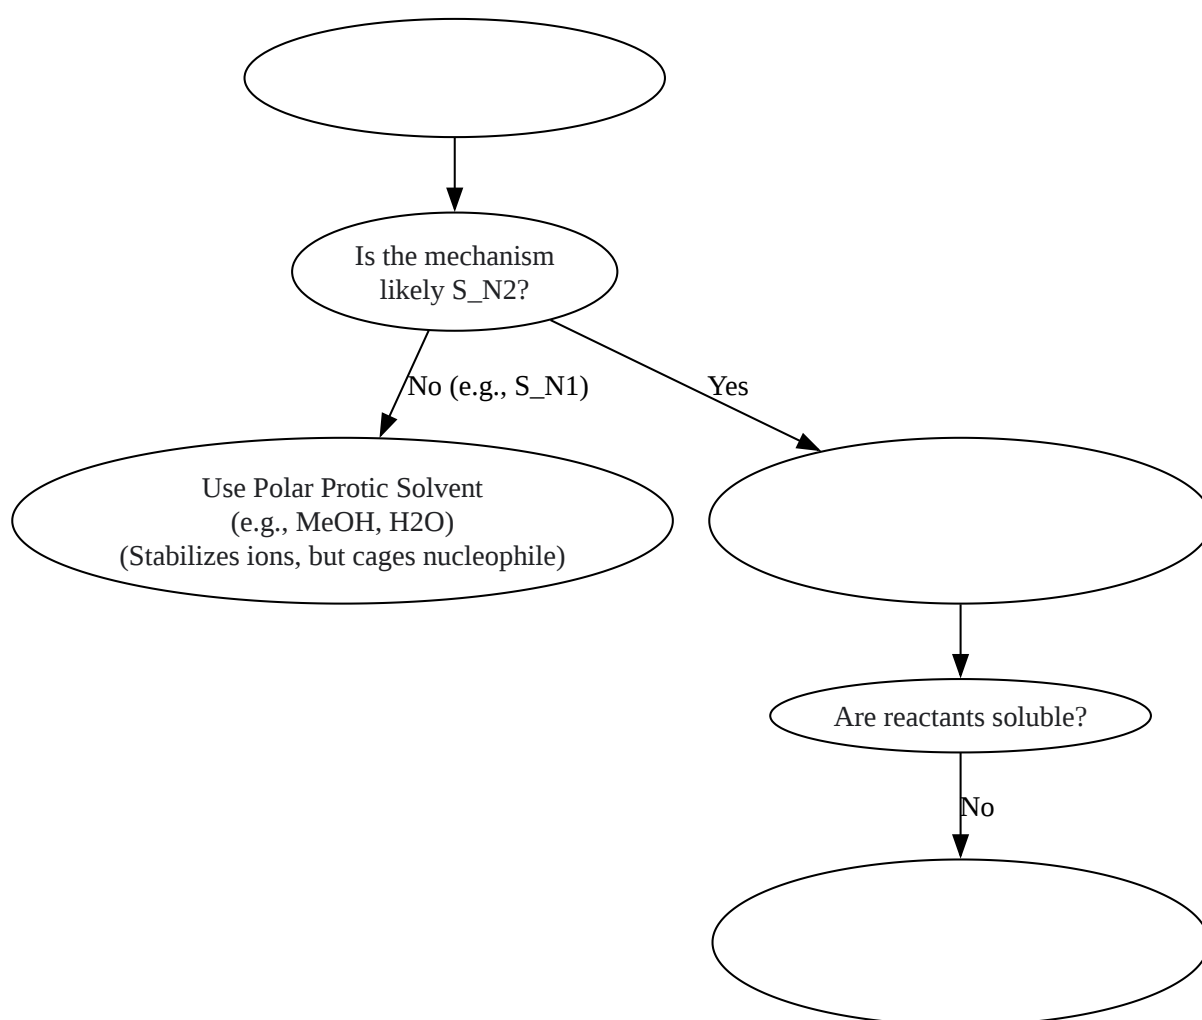 Is the mechanism
likely S_N2?
No (e.g., S_N1)
Yes
Use Polar Protic Solvent
(e.g., MeOH, H2O)
(Stabilizes ions, but cages nucleophile)
Are reactants soluble?
No